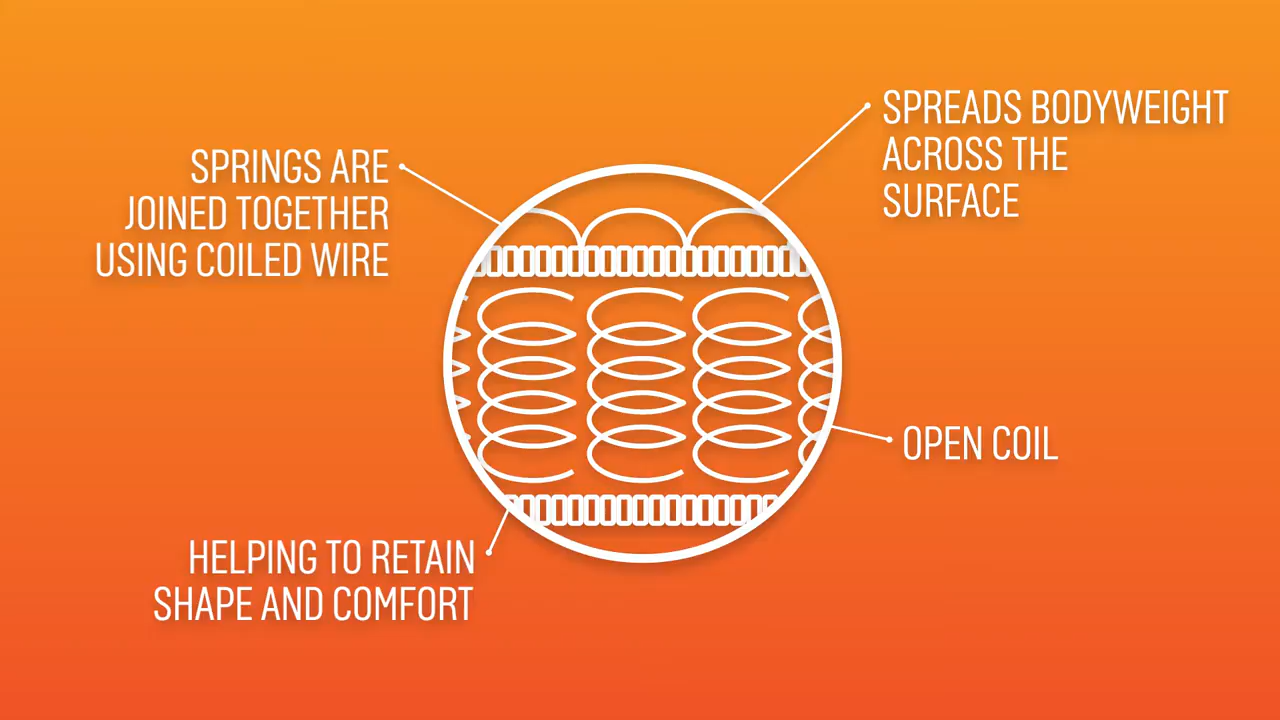 SPRINGS ARE
JOINED TOGETHER
USING COILED WIRE
SPREADS BODYWEIGHT
ACROSS THE
SURFACE
OPEN COIL
HELPING TO RETAIN
SHAPE AND COMFORT